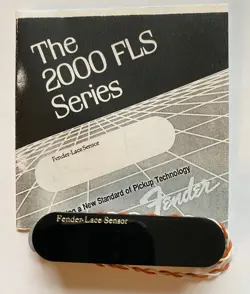 The
2000 FLS
Series
Fender-Lace Sensor
a New Standard of Pickup Technology
Fender
Fender-Lace Sensor